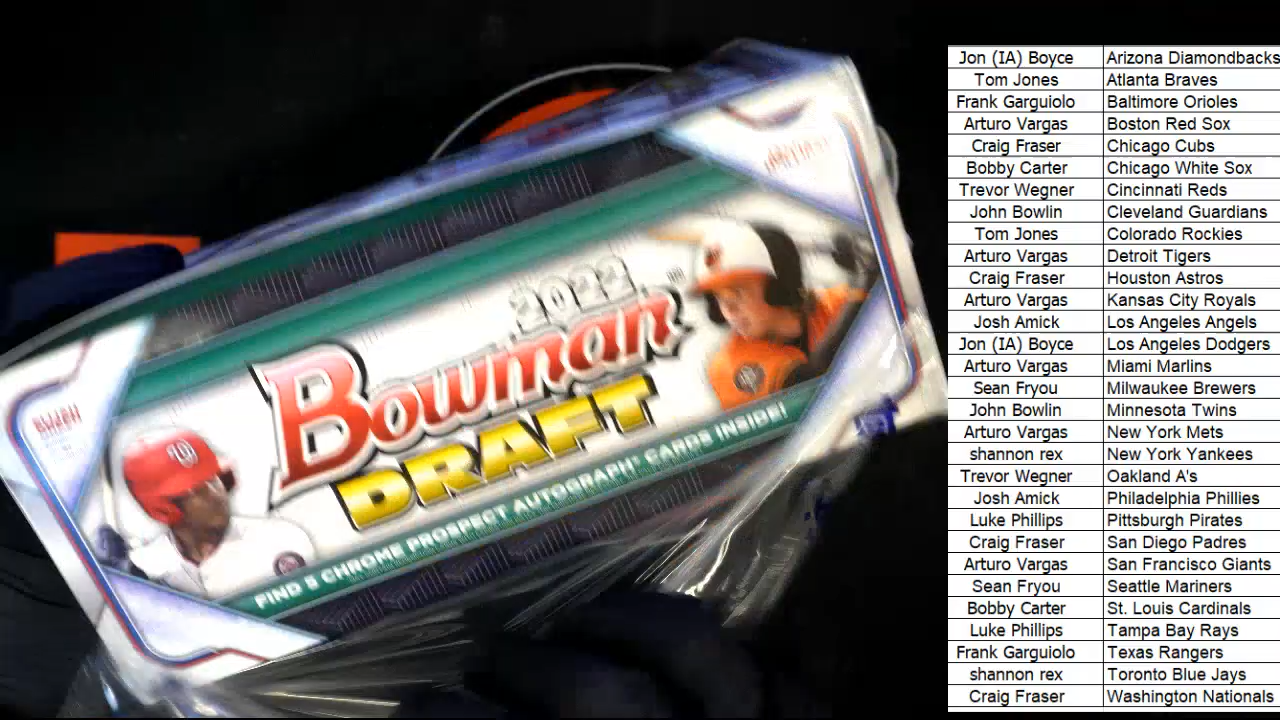 2022
Bowman
DRAFT
FIND 5 CHROME PROSPECT AUTOGRAPH CARDS INSIDE!
Jon (IA) Boyce Arizona Diamondbacks
Tom Jones Atlanta Braves
Frank Garguiolo Baltimore Orioles
Arturo Vargas Boston Red Sox
Craig Fraser Chicago Cubs
Bobby Carter Chicago White Sox
Trevor Wegner Cincinnati Reds
John Bowlin Cleveland Guardians
Tom Jones Colorado Rockies
Arturo Vargas Detroit Tigers
Craig Fraser Houston Astros
Arturo Vargas Kansas City Royals
Josh Amick Los Angeles Angels
Jon (IA) Boyce Los Angeles Dodgers
Arturo Vargas Miami Marlins
Sean Fryou Milwaukee Brewers
John Bowlin Minnesota Twins
Arturo Vargas New York Mets
shannon rex New York Yankees
Trevor Wegner Oakland A's
Josh Amick Philadelphia Phillies
Luke Phillips Pittsburgh Pirates
Craig Fraser San Diego Padres
Arturo Vargas San Francisco Giants
Sean Fryou Seattle Mariners
Bobby Carter St. Louis Cardinals
Luke Phillips Tampa Bay Rays
Frank Garguiolo Texas Rangers
shannon rex Toronto Blue Jays
Craig Fraser Washington Nationals